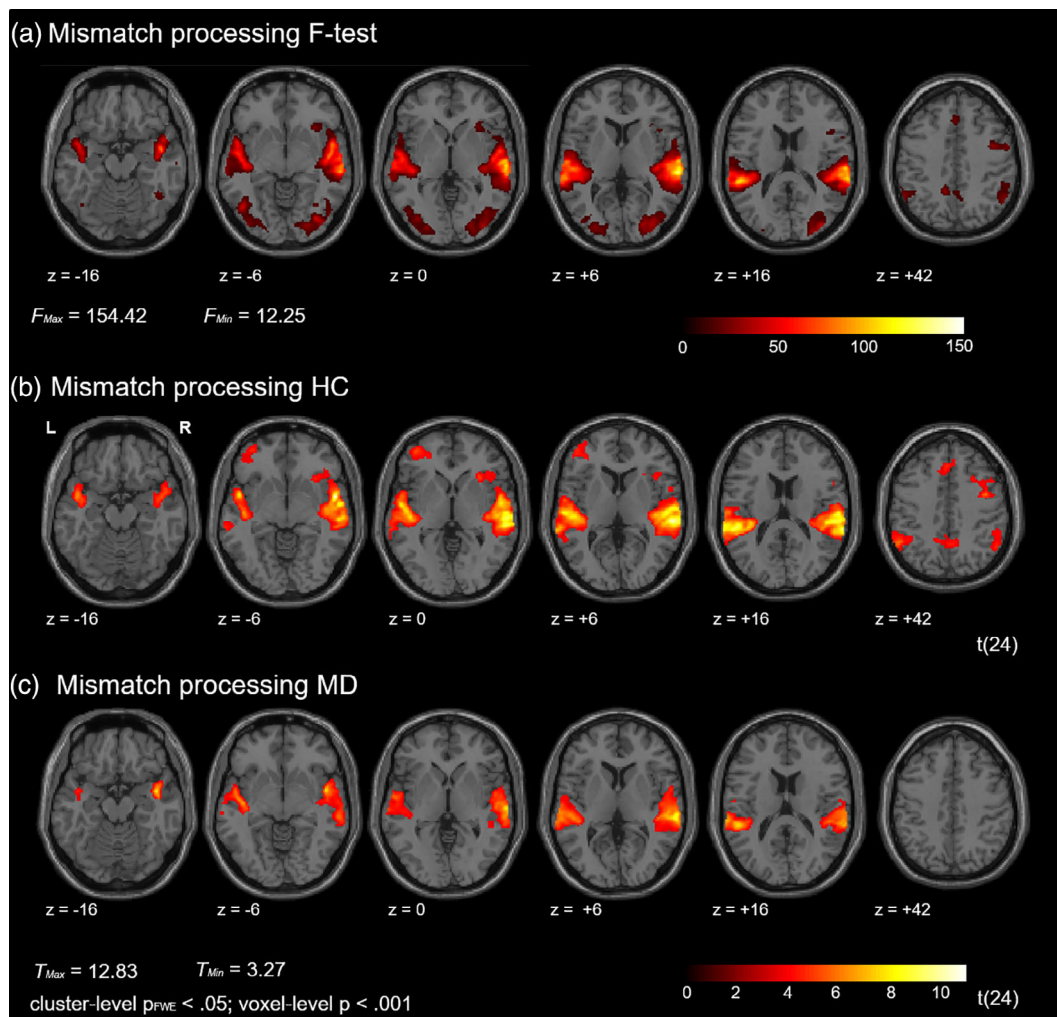 (a) Mismatch processing F-test
z = -16 z = -6 z = 0 z = +6 z = +16 z = +42
FMax = 154.42 FMin = 12.25
0 50 100 150
(b) Mismatch processing HC
L R
z = -16 z = -6 z = 0 z = +6 z = +16 z = +42
t(24)
(c) Mismatch processing MD
z = -16 z = -6 z = 0 z = +6 z = +16 z = +42
TMax = 12.83 TMin = 3.27
0 2 4 6 8 10 t(24)
cluster-level pFWE < .05; voxel-level p < .001